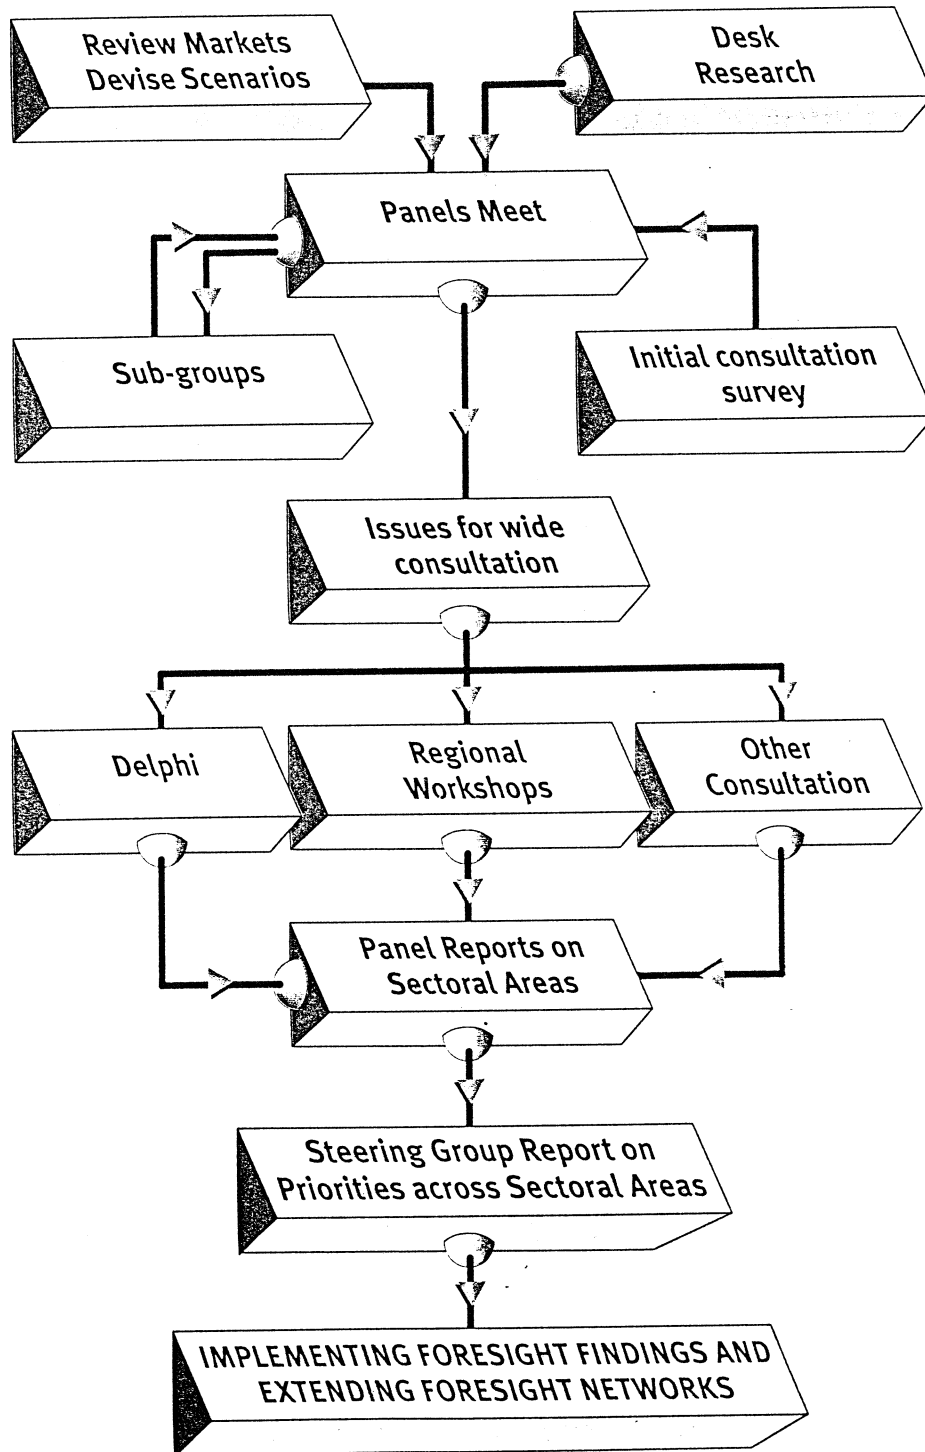 Review Markets
Devise Scenarios
Desk
Research
Panels Meet
Sub-groups
Initial consultation
survey
Issues for wide
consultation
Delphi
Regional
Workshops
Other
Consultation
Panel Reports on
Sectoral Areas
Steering Group Report on
Priorities across Sectoral Areas
IMPLEMENTING FORESIGHT FINDINGS AND
EXTENDING FORESIGHT NETWORKS